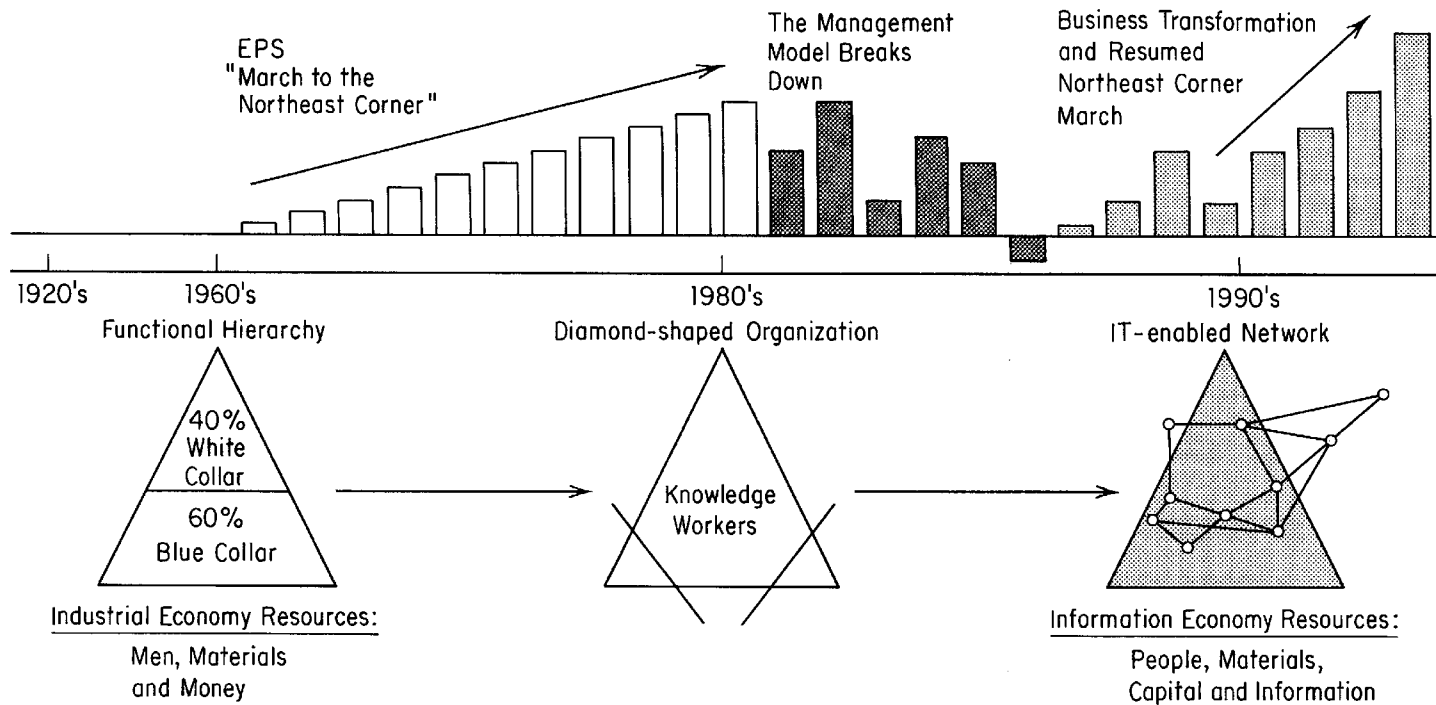 EPS
"March to the
Northeast Corner"
The Management
Model Breaks
Down
Business Transformation
and Resumed
Northeast Corner
March
1920's
1960's
1980's
1990's
Functional Hierarchy
Diamond-shaped Organization
IT-enabled Network
40%
White
Collar
60%
Blue Collar
Knowledge
Workers
Industrial Economy Resources:
Men, Materials
and Money
Information Economy Resources:
People, Materials,
Capital and Information